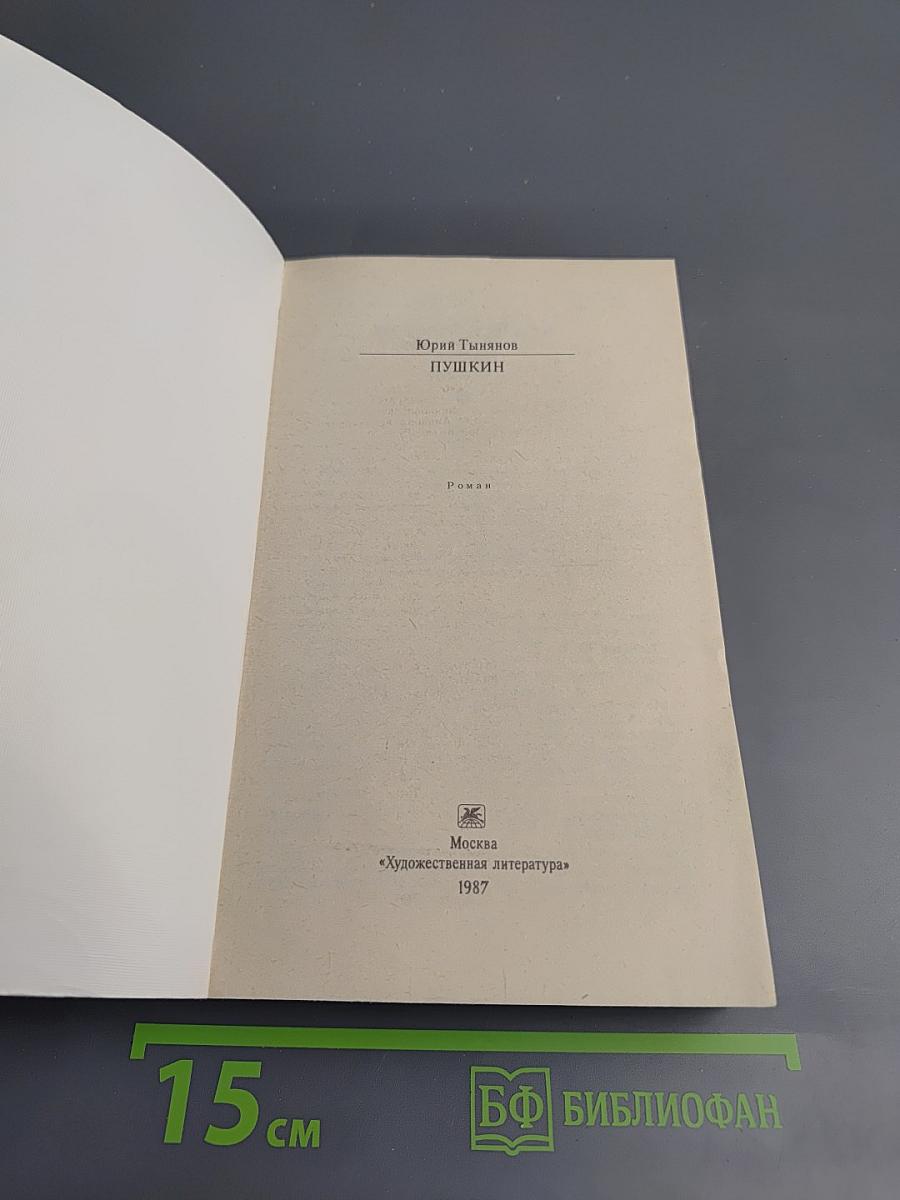 Юрий Тынянов
ПУШКИН
Роман
Москва
«Художественная литература»
1987
15 см
БФ БИБЛИОФАН